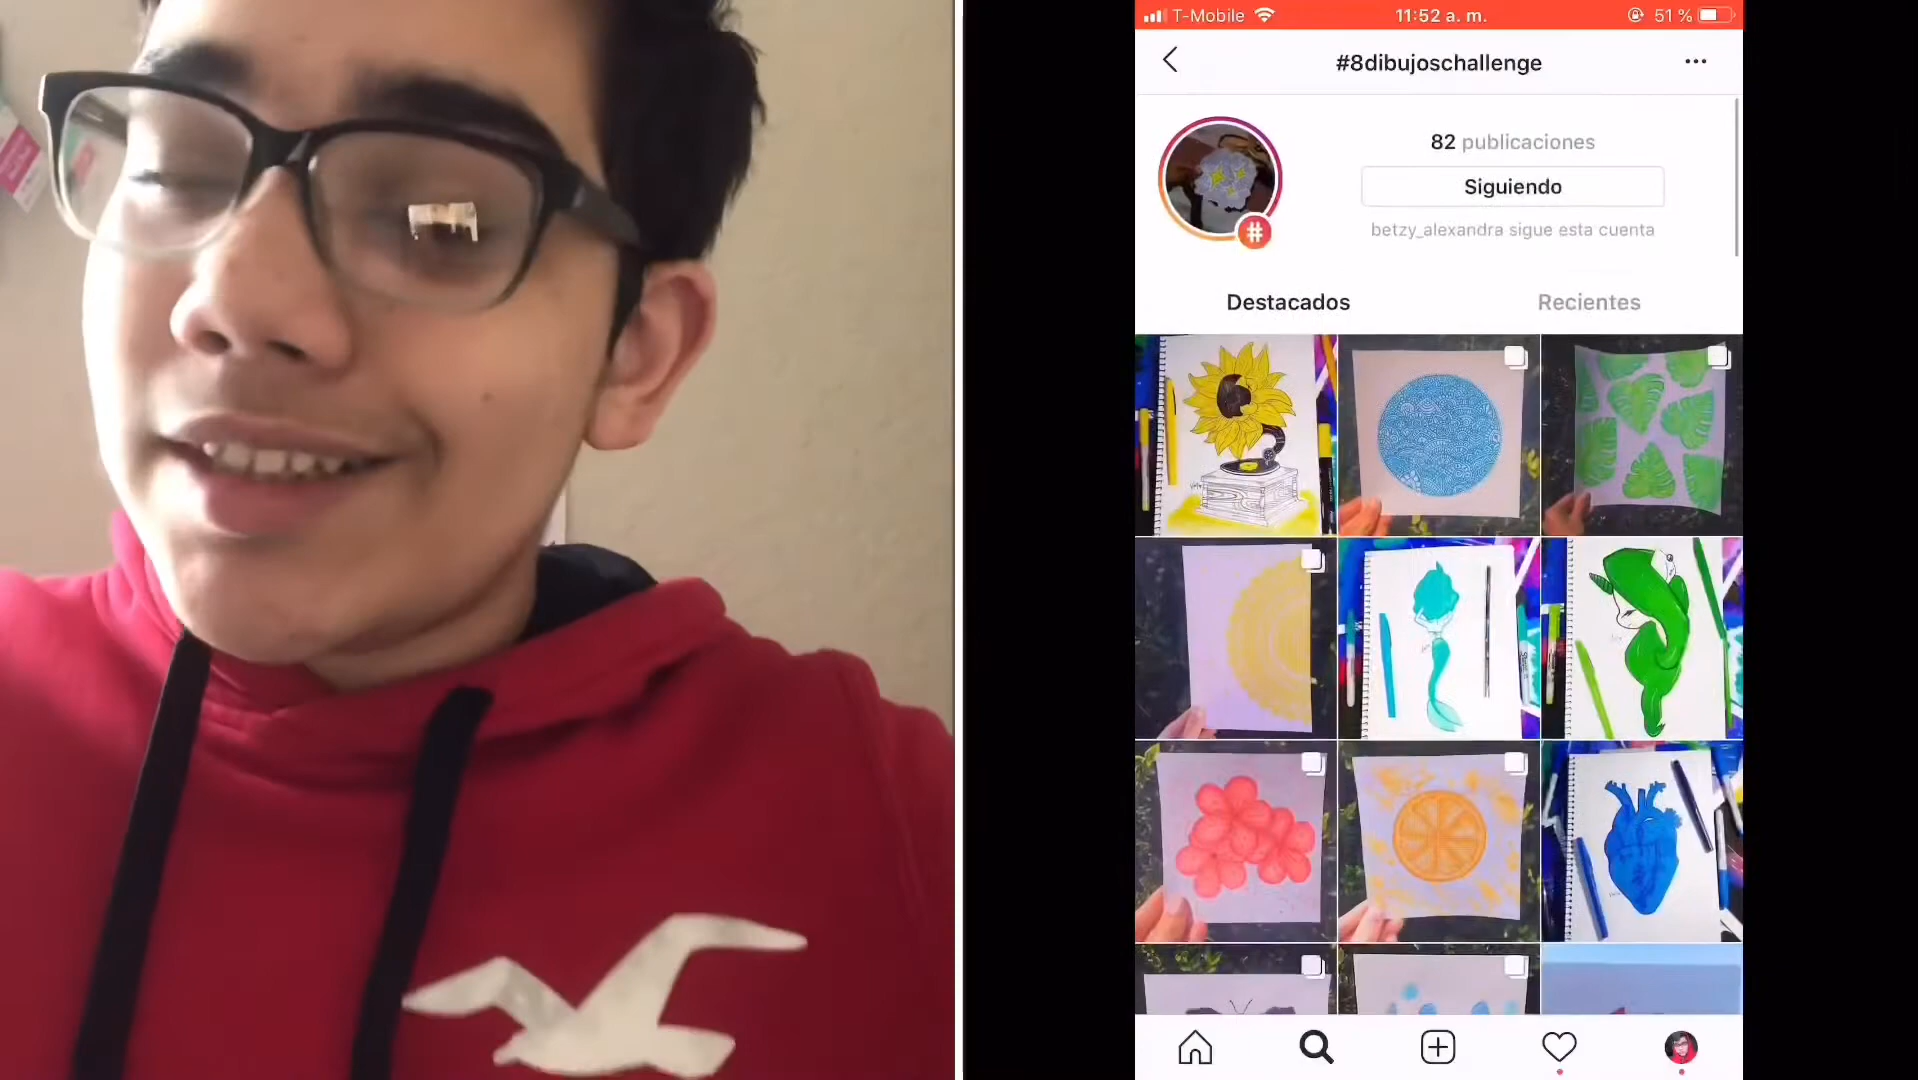 T-Mobile 11:52 a. m. 51 %
#8dibujoschallenge
82 publicaciones
Siguiendo
betzy_alexandra sigue esta cuenta
Destacados Recientes